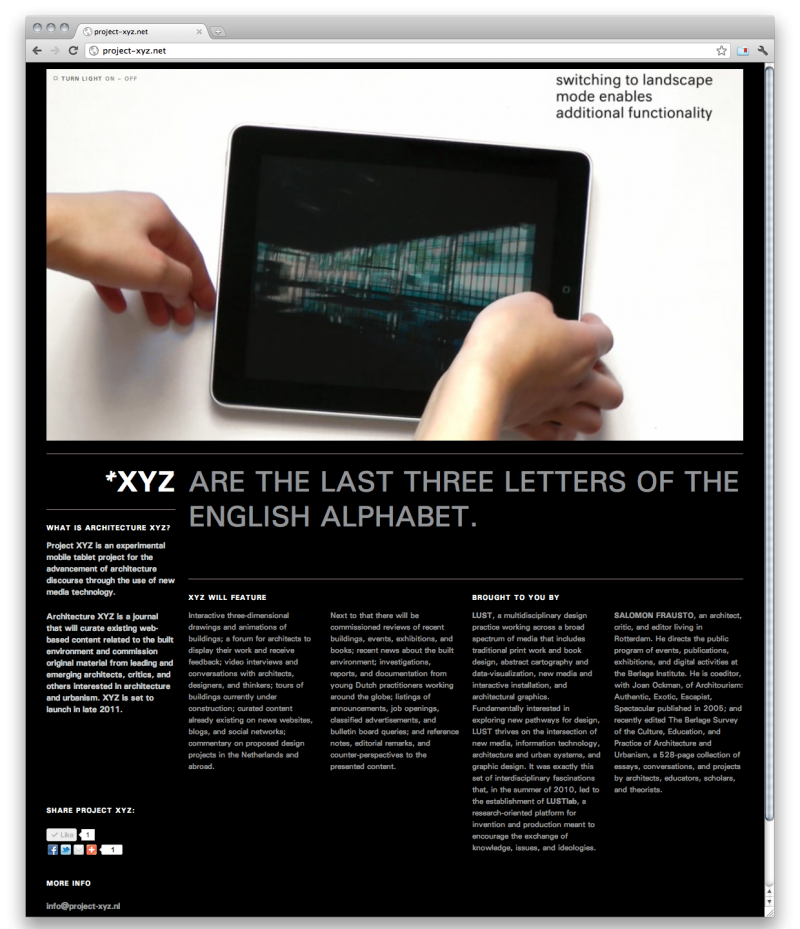 project-xyz.net
project-xyz.net
TURN LIGHT ON – OFF
switching to landscape
mode enables
additional functionality
*XYZ ARE THE LAST THREE LETTERS OF THE
ENGLISH ALPHABET.
WHAT IS ARCHITECTURE XYZ?
Project XYZ is an experimental
mobile tablet project for the
advancement of architecture
discourse through the use of new
media technology.
Architecture XYZ is a journal
that will curate existing web-
based content related to the built
environment and commission
original material from leading and
emerging architects, critics, and
others interested in architecture
and urbanism. XYZ is set to
launch in late 2011.
SHARE PROJECT XYZ:
Like 1
1
MORE INFO
info@project-xyz.nl
XYZ WILL FEATURE
Interactive three-dimensional
drawings and animations of
buildings; a forum for architects to
display their work and receive
feedback; video interviews and
conversations with architects,
designers, and thinkers; tours of
buildings currently under
construction; curated content
already existing on news websites,
blogs, and social networks;
commentary on proposed design
projects in the Netherlands and
abroad.
Next to that there will be
commissioned reviews of recent
buildings, events, exhibitions, and
books; recent news about the built
environment; investigations,
reports, and documentation from
young Dutch practitioners working
around the globe; listings of
announcements, job openings,
classified advertisements, and
bulletin board queries; and reference
notes, editorial remarks, and
counter-perspectives to the
presented content.
BROUGHT TO YOU BY
LUST, a multidisciplinary design
practice working across a broad
spectrum of media that includes
traditional print work and book
design, abstract cartography and
data-visualization, new media and
interactive installation, and
architectural graphics.
Fundamentally interested in
exploring new pathways for design,
LUST thrives on the intersection of
new media, information technology,
architecture and urban systems, and
graphic design. It was exactly this
set of interdisciplinary fascinations
that, in the summer of 2010, led to
the establishment of LUSTlab, a
research-oriented platform for
invention and production meant to
encourage the exchange of
knowledge, issues, and ideologies.
SALOMON FRAUSTO, an architect,
critic, and editor living in
Rotterdam. He directs the public
program of events, publications,
exhibitions, and digital activities at
the Berlage Institute. He is coeditor,
with Joan Ockman, of Architourism:
Authentic, Exotic, Escapist,
Spectacular published in 2005; and
recently edited The Berlage Survey
of the Culture, Education, and
Practice of Architecture and
Urbanism, a 528-page collection of
essays, conversations, and projects
by architects, educators, scholars,
and theorists.